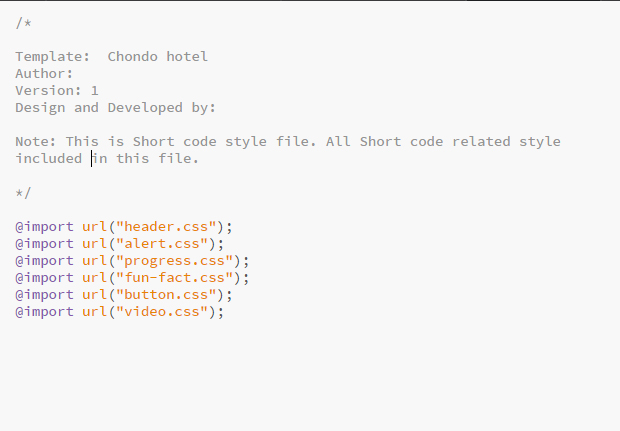 /*
Template:  Chondo hotel
Author:
Version: 1
Design and Developed by:
Note: This is Short code style file. All Short code related style
included in this file.
*/
@import url("header.css");
@import url("alert.css");
@import url("progress.css");
@import url("fun-fact.css");
@import url("button.css");
@import url("video.css");